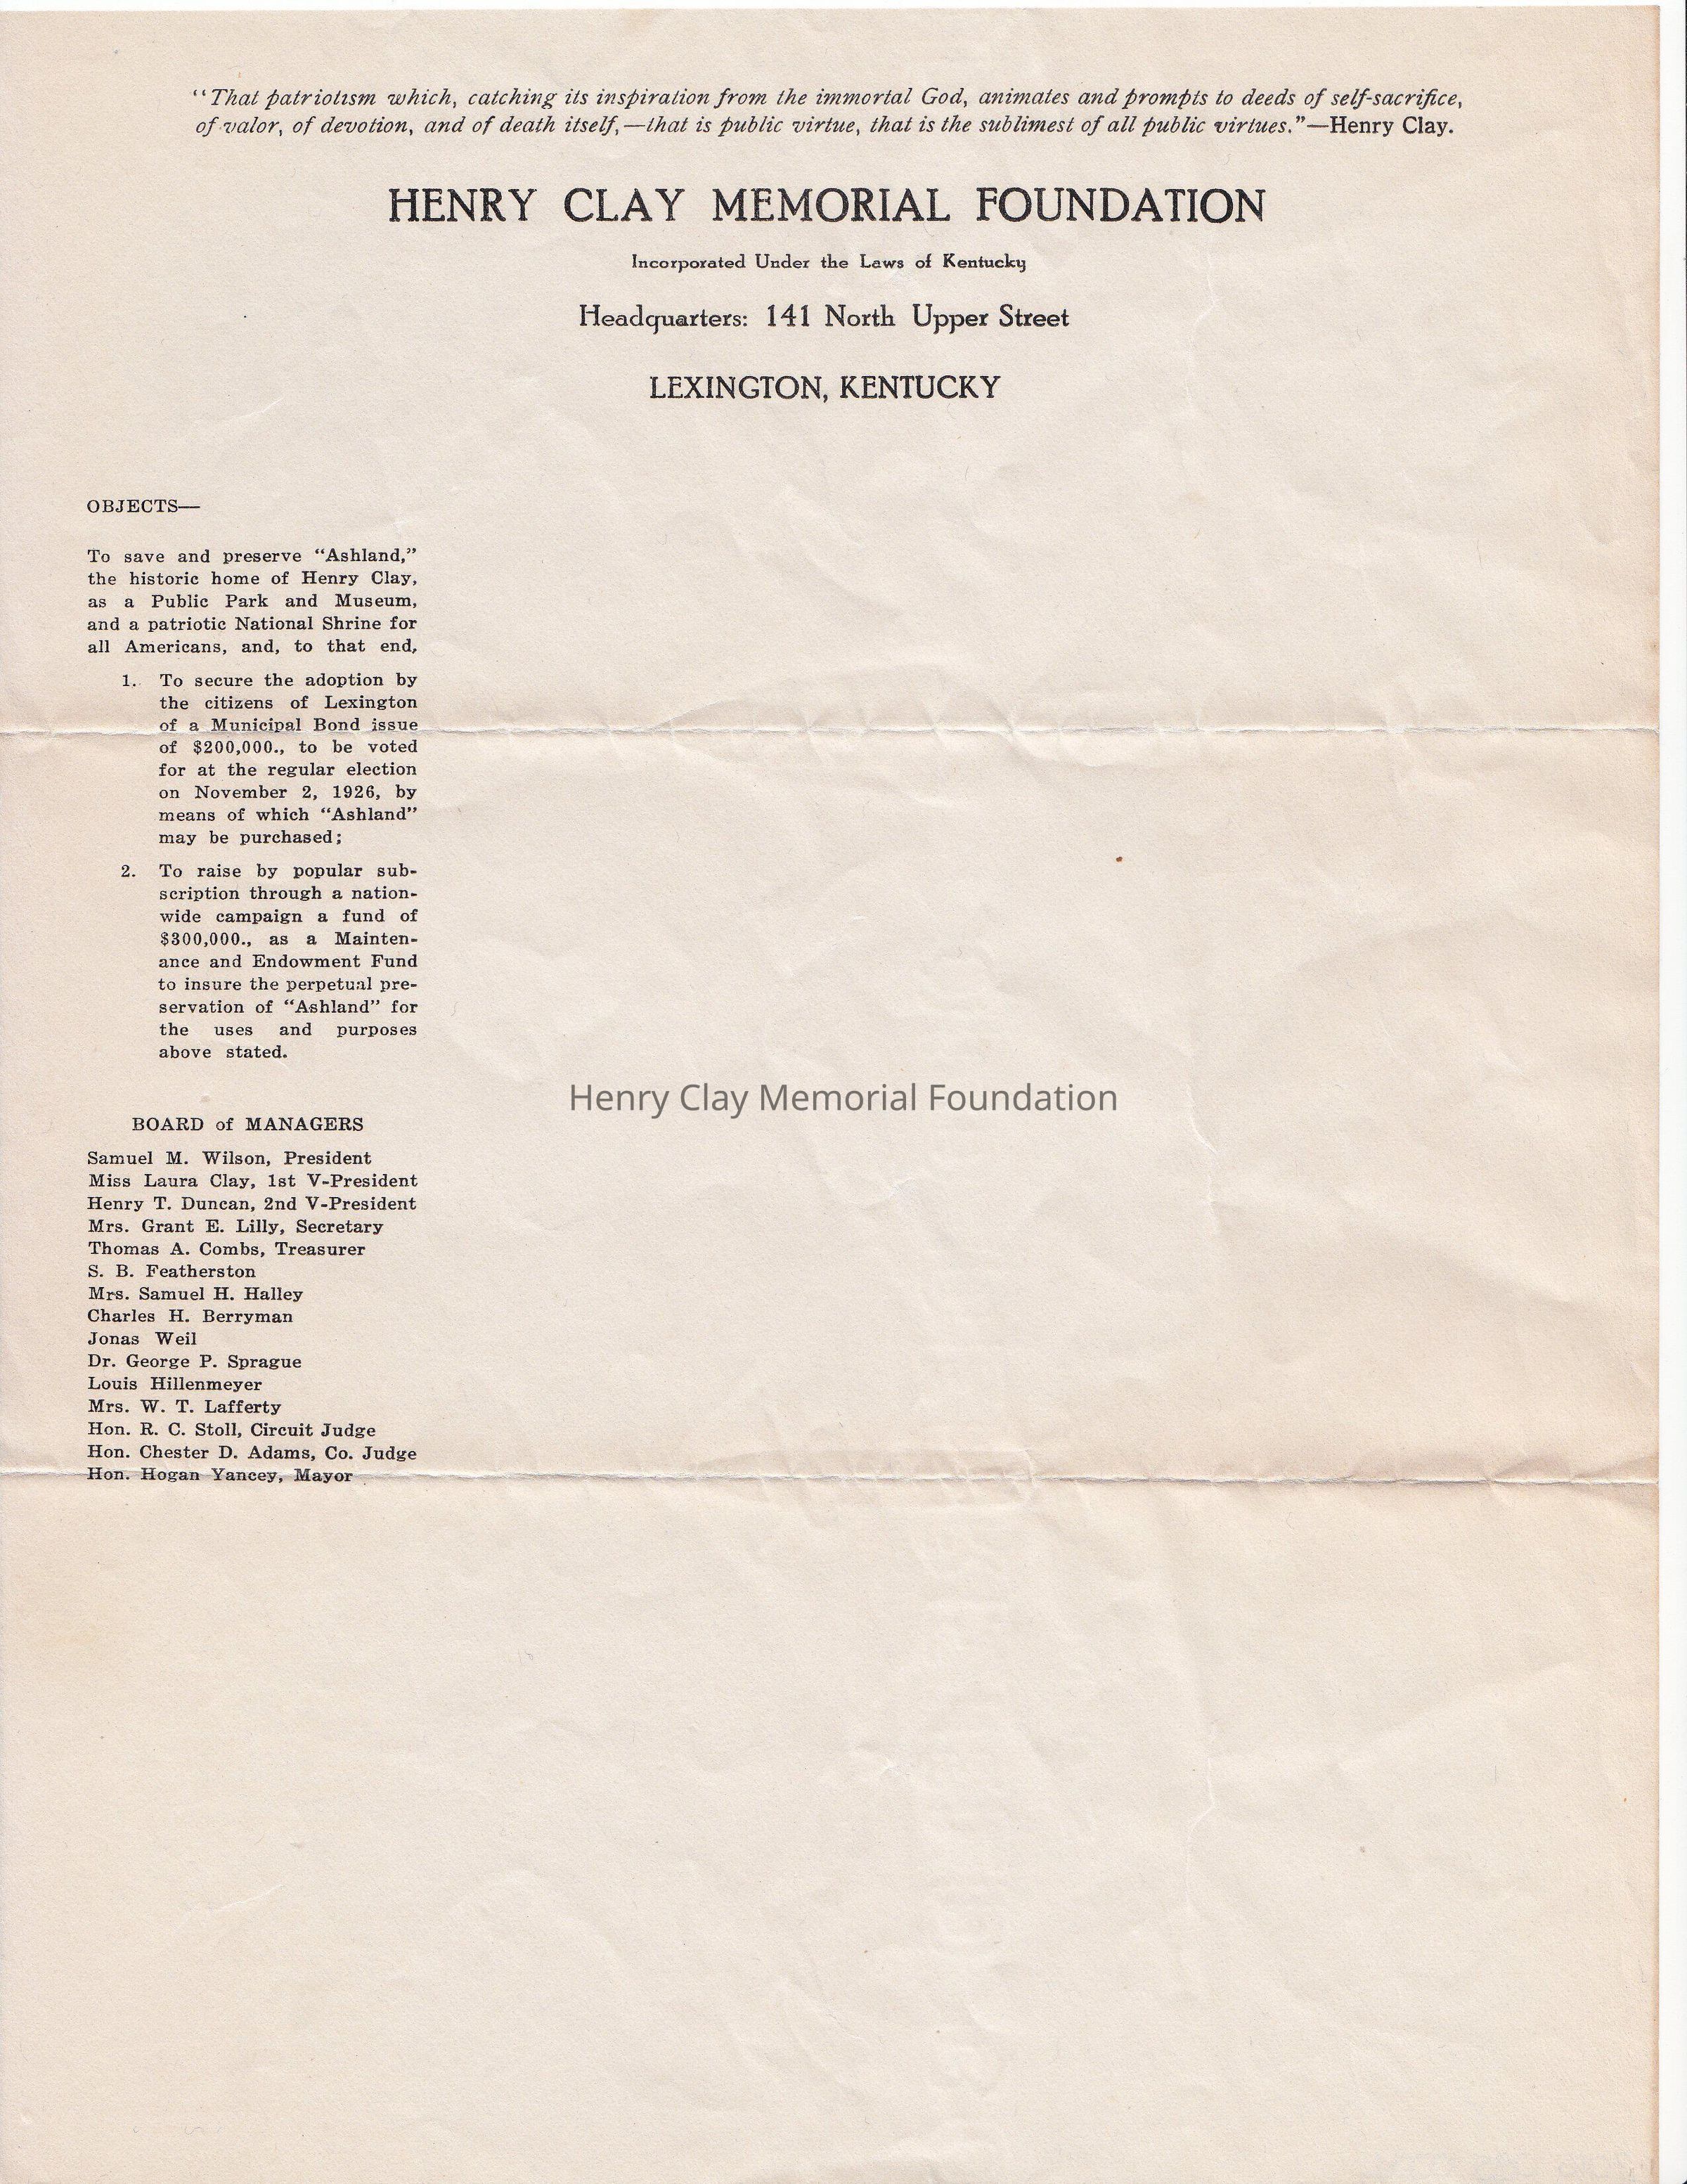 “That patriotism which, catching its inspiration from the immortal God, animates and prompts to deeds of self-sacrifice,
of valor, of devotion, and of death itself,—that is public virtue, that is the sublimest of all public virtues.”—Henry Clay.
HENRY CLAY MEMORIAL FOUNDATION
Incorporated Under the Laws of Kentucky
Headquarters: 141 North Upper Street
LEXINGTON, KENTUCKY
OBJECTS—
To save and preserve “Ashland,”
the historic home of Henry Clay,
as a Public Park and Museum,
and a patriotic National Shrine for
all Americans, and, to that end,
1. To secure the adoption by
the citizens of Lexington
of a Municipal Bond issue
of $200,000., to be voted
for at the regular election
on November 2, 1926, by
means of which “Ashland”
may be purchased;
2. To raise by popular sub-
scription through a nation-
wide campaign a fund of
$300,000., as a Mainten-
ance and Endowment Fund
to insure the perpetual pre-
servation of “Ashland” for
the uses and purposes
above stated.
Henry Clay Memorial Foundation
BOARD of MANAGERS
Samuel M. Wilson, President
Miss Laura Clay, 1st V-President
Henry T. Duncan, 2nd V-President
Mrs. Grant E. Lilly, Secretary
Thomas A. Combs, Treasurer
S. B. Featherston
Mrs. Samuel H. Halley
Charles H. Berryman
Jonas Weil
Dr. George P. Sprague
Louis Hillenmeyer
Mrs. W. T. Lafferty
Hon. R. C. Stoll, Circuit Judge
Hon. Chester D. Adams, Co. Judge
Hon. Hogan Yancey, Mayor